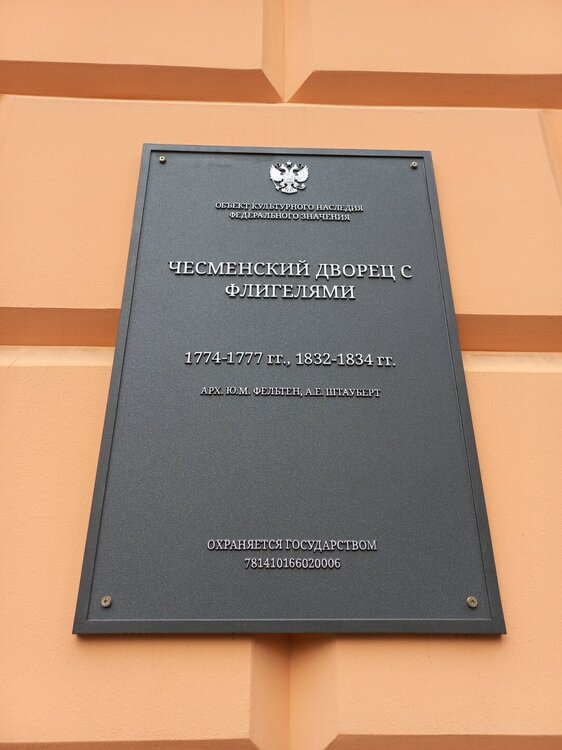 ОБЪЕКТ КУЛЬТУРНОГО НАСЛЕДИЯ
ФЕДЕРАЛЬНОГО ЗНАЧЕНИЯ
ЧЕСМЕНСКИЙ ДВОРЕЦ С
ФЛИГЕЛЯМИ
1774-1777 гг., 1832-1834 гг.
АРХ. Ю.М. ФЕЛЬТЕН, А.Е. ШТАУБЕРТ
ОХРАНЯЕТСЯ ГОСУДАРСТВОМ
781410166020006